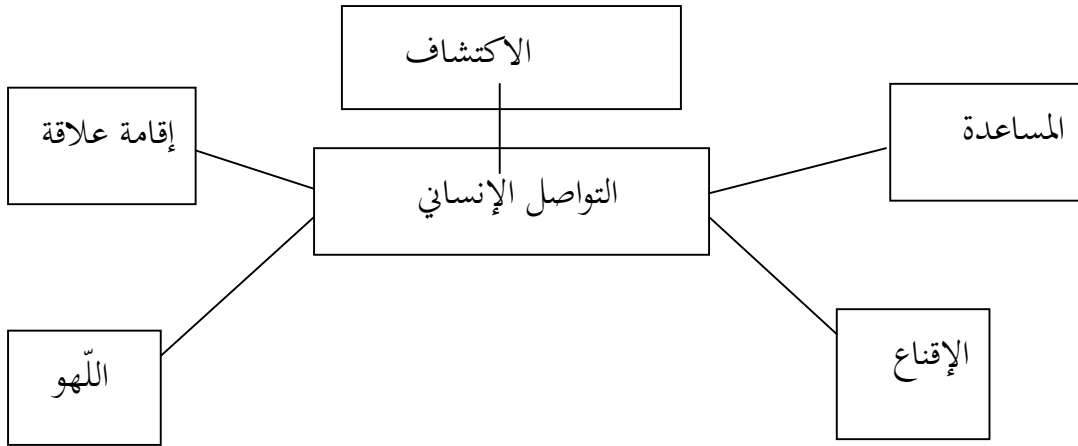 الاكتشاف
المساعدة
إقامة علاقة
التواصل الإنساني
الإقناع
اللّهو